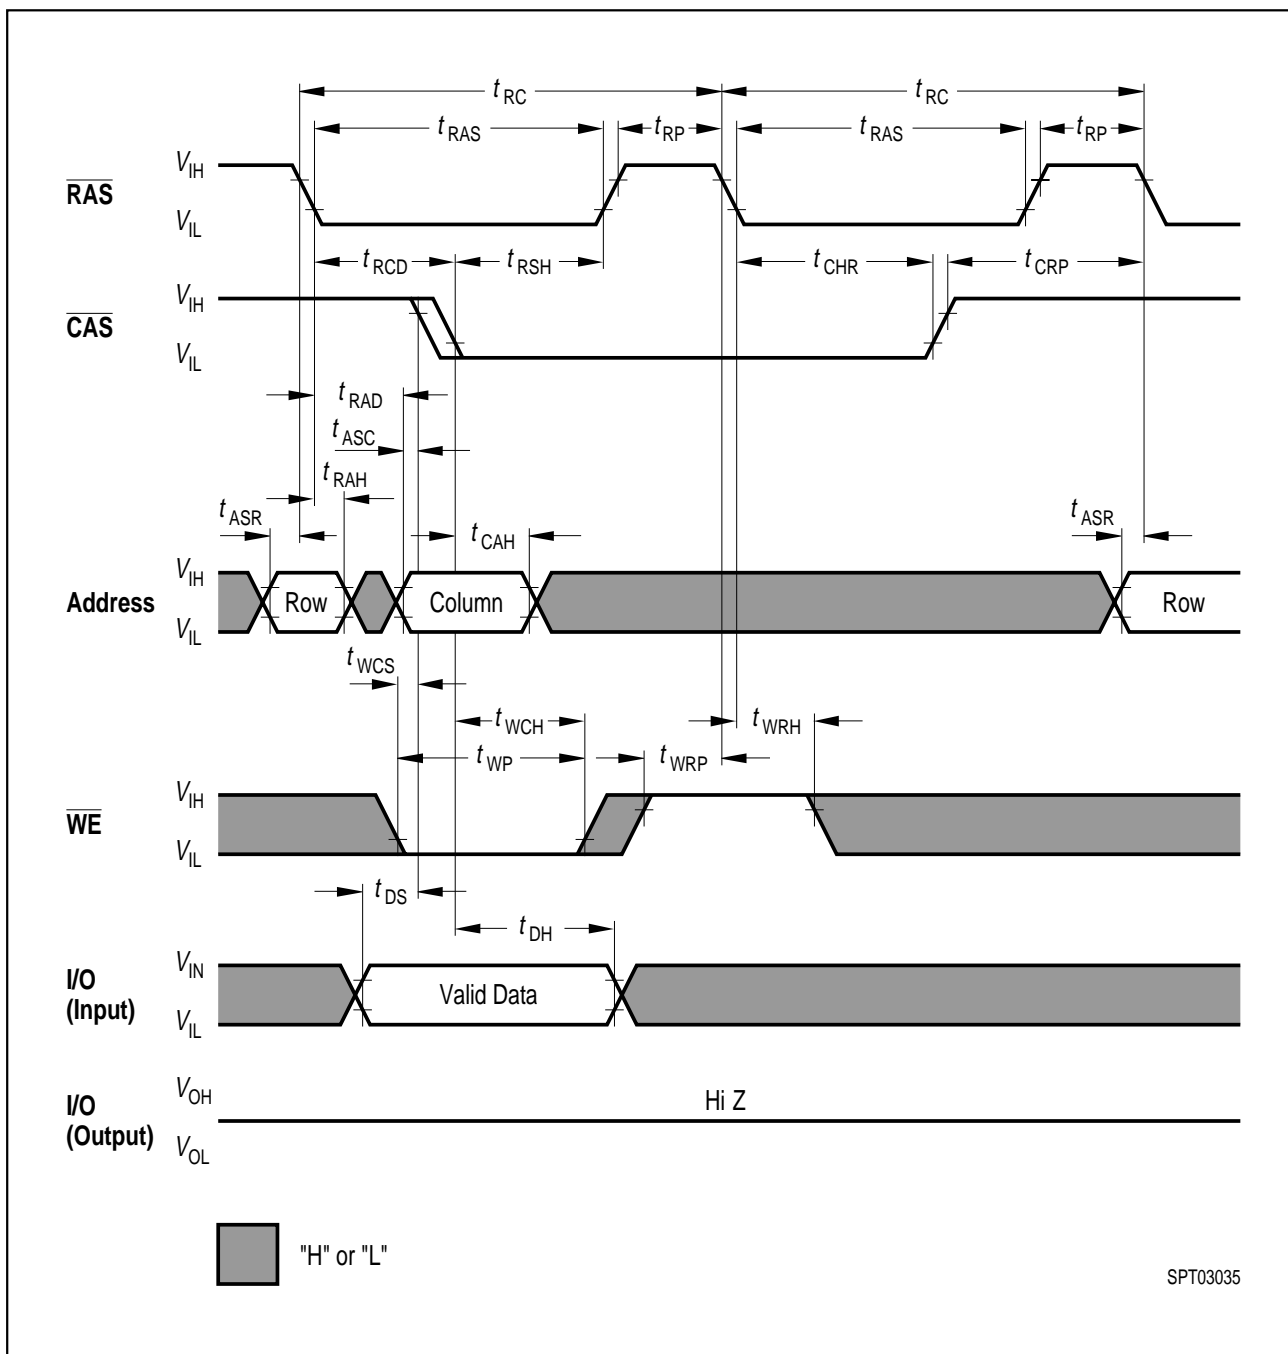 tRC tRC
tRAS tRP tRAS tRP
RAS VIH
VIL
tRCD tRSH tCHR tCRP
CAS VIH
VIL
tRAD
tASC
tRAH
tASR tCAH tASR
Address VIH
Row Column Row
VIL
tWCS
tWCH tWRH
tWP tWRP
WE VIH
VIL
tDS
tDH
I/O
(Input)
VIN
Valid Data
VIL
I/O
(Output)
VOH
Hi Z
VOL
"H" or "L"
SPT03035